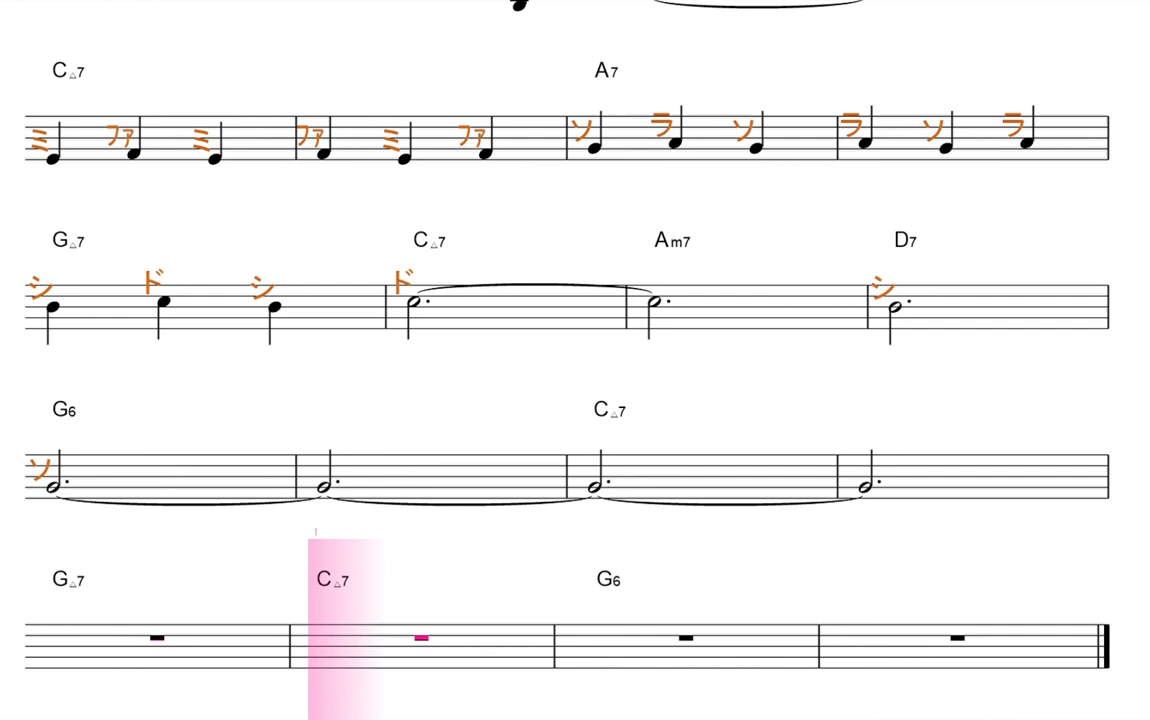 C△7 A7
ミ ファ ミ ファ ミ ファ ソ ラ ソ ラ ソ ラ
G△7 C△7 Am7 D7
シ ド シ ド シ
G6 C△7
ソ
G△7 C△7 G6